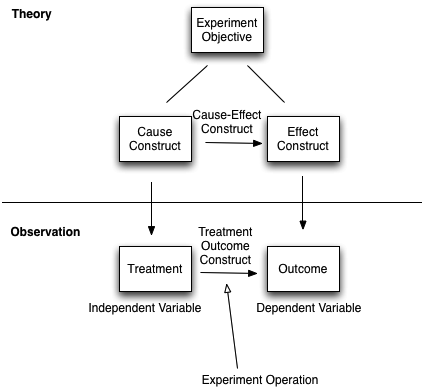 Theory
Experiment
Objective
Cause-Effect
Construct
Cause
Construct
Effect
Construct
Observation
Treatment
Outcome
Construct
Treatment
Outcome
Independent Variable
Dependent Variable
Experiment Operation